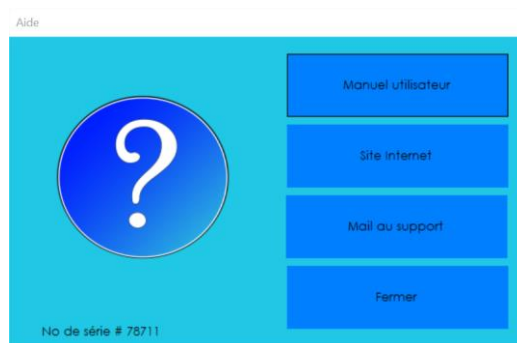 Aide
Manuel utilisateur
Site Internet
Mail au support
Fermer
No de série # 78711